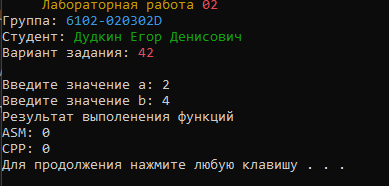 Лабораторная работа 02
Группа: 6102-020302D
Студент: Дудкин Егор Денисович
Вариант задания: 42
Введите значение a: 2
Введите значение b: 4
Результат выполенения функций
ASM: 0
CPP: 0
Для продолжения нажмите любую клавишу . . .